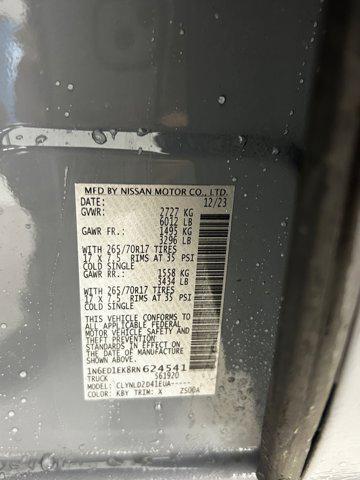 MFD BY NISSAN MOTOR CO., LTD.
DATE: 12/23
GVWR: 2727 KG
6012 LB
GAWR FR.: 1495 KG
3296 LB
WITH 265/70R17 TIRES
17 X 7.5 RIMS AT 35 PSI
COLD SINGLE
GAWR RR.: 1558 KG
3434 LB
WITH 265/70R17 TIRES
17 X 7.5 RIMS AT 35 PSI
COLD SINGLE
THIS VEHICLE CONFORMS TO
ALL APPLICABLE FEDERAL
MOTOR VEHICLE SAFETY AND
THEFT PREVENTION
STANDARDS IN EFFECT ON
THE DATE OF MANUFACTURE
SHOWN ABOVE.
1N6ED1EK8RN624541
TRUCK S61920
MODEL: CLYNLD2D41EUA-----
COLOR: KBY TRIM: X ZS00A